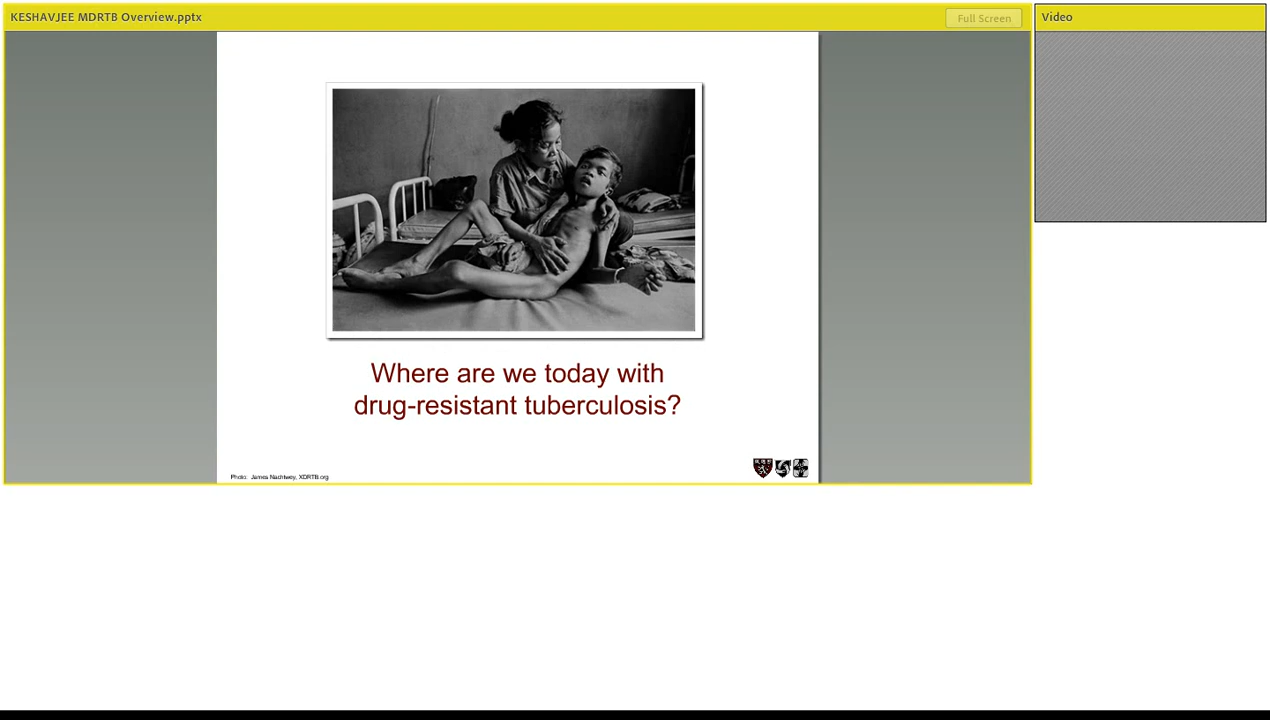 KESHAVJEE MDRTB Overview.pptx
Full Screen
Video
Where are we today with
drug-resistant tuberculosis?
Photo: James Nachtwey, XDRTB.org